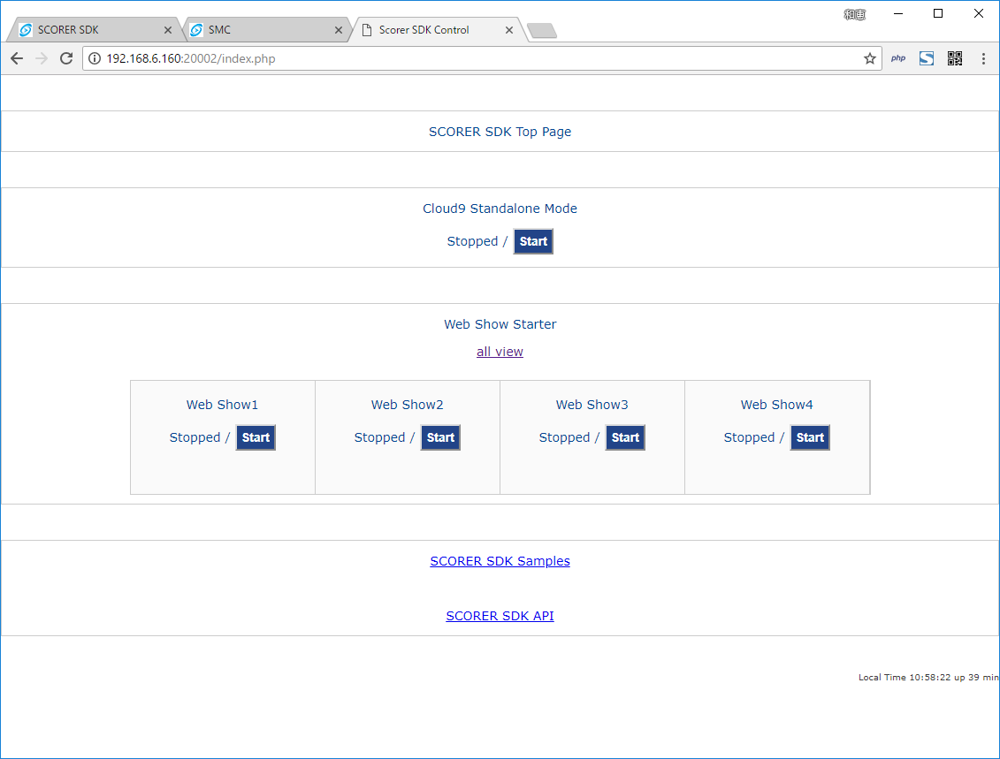 和恵
SCORER SDK
SMC
Scorer SDK Control
192.168.6.160:20002/index.php
php
SCORER SDK Top Page
Cloud9 Standalone Mode
Stopped / Start
Web Show Starter
all view
Web Show1
Stopped / Start
Web Show2
Stopped / Start
Web Show3
Stopped / Start
Web Show4
Stopped / Start
SCORER SDK Samples
SCORER SDK API
Local Time 10:58:22 up 39 min